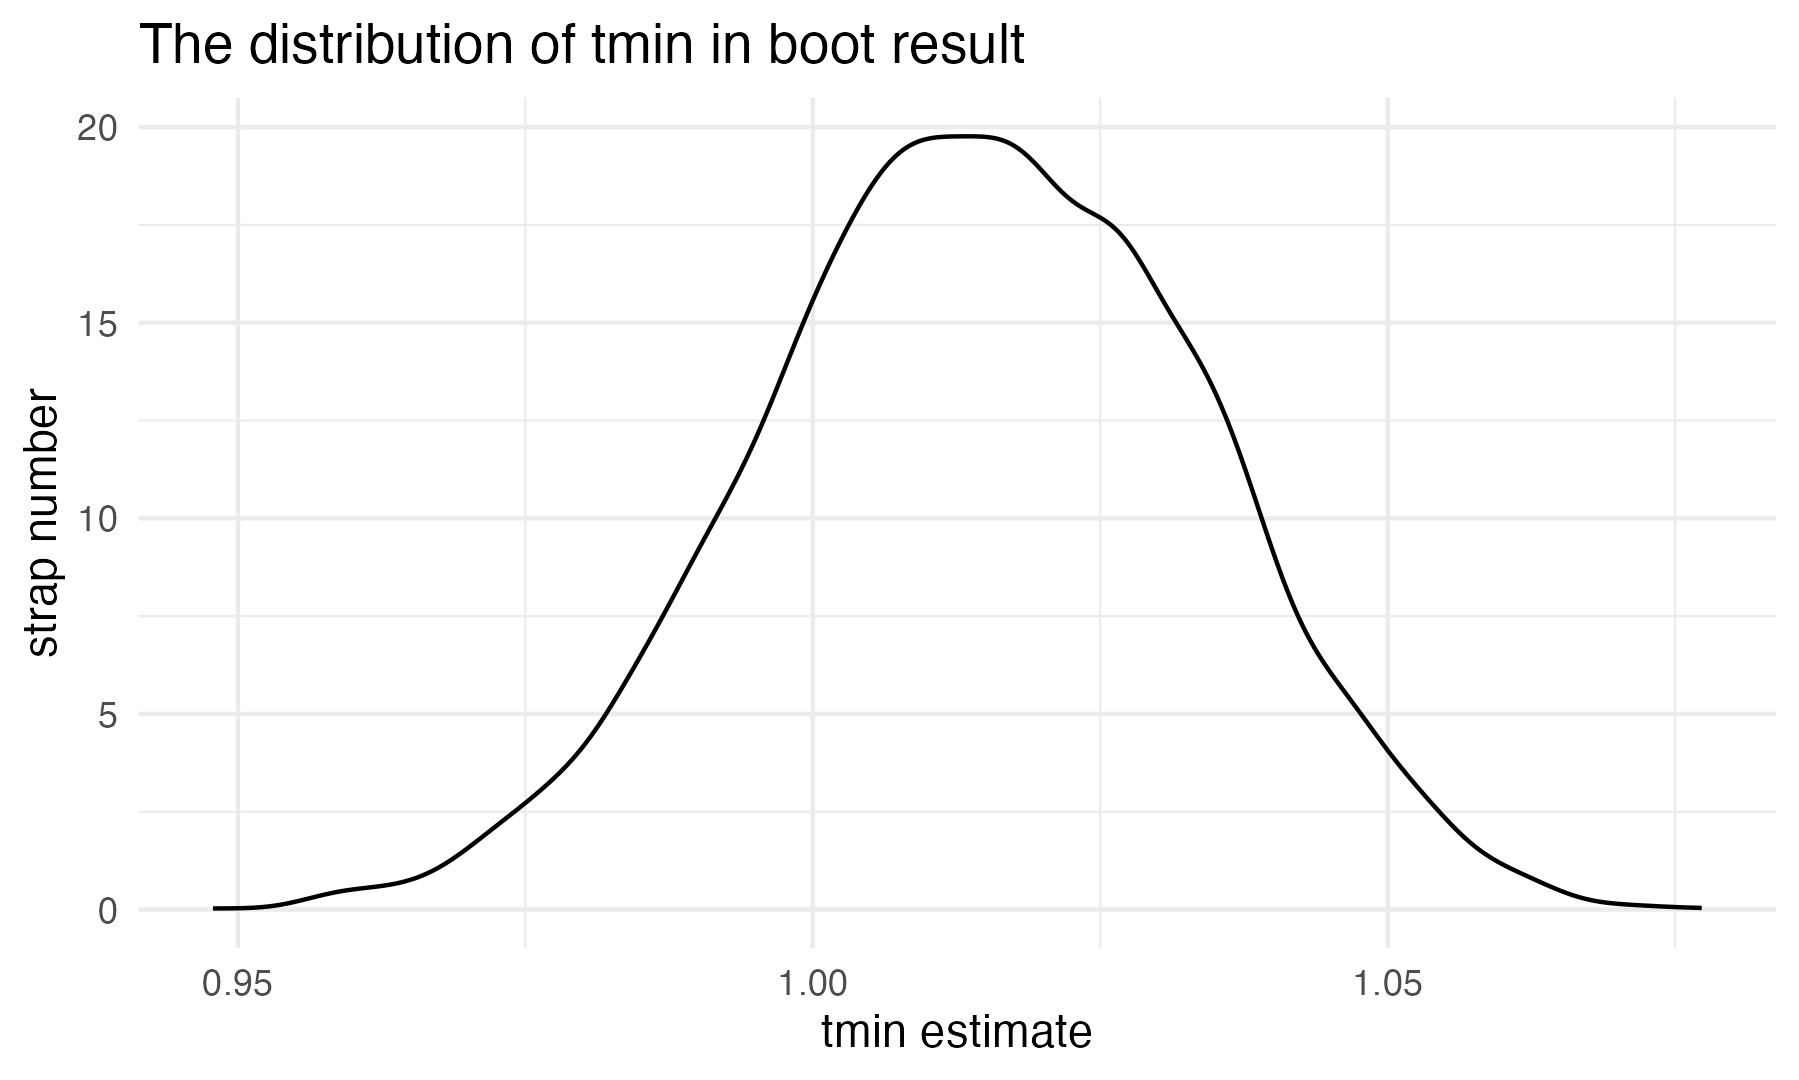 The distribution of tmin in boot result
20
15
10
5
0
strap number
0.95
1.00
1.05
tmin estimate